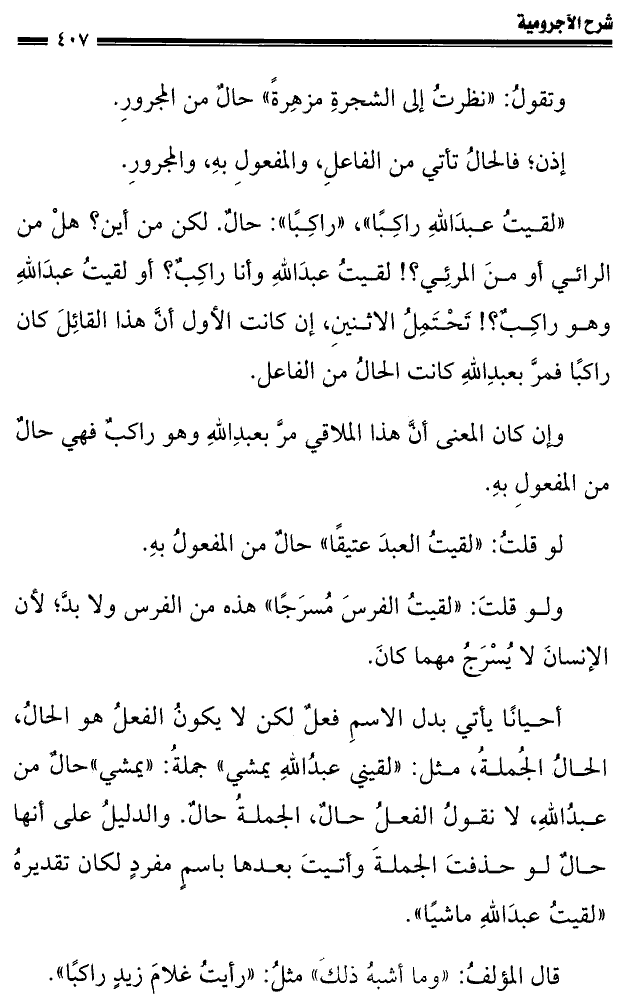 شرح الآجرومية
٤٠٧
وتقولُ: «نظرتُ إلى الشجرةِ مزهرةً» حالٌ من المجرورِ.
إذن؛ فالحالُ تأتي من الفاعلِ، والمفعولِ بهِ، والمجرورِ.
«لقيتُ عبدَاللهِ راكبًا»، «راكِبًا»: حالٌ. لكن من أين؟ هلْ من
الرائي أو منَ المرئِي؟! لقيتُ عبدَاللهِ وأنا راكِبٌ؟ أو لقيتُ عبدَاللهِ
وهو راكِبٌ؟! تَحْتَمِلُ الاثنينِ، إن كانت الأول أنَّ هذا القائِلَ كان
راكبًا فمرَّ بعبدِاللهِ كانت الحالُ من الفاعل.
وإن كان المعنى أنَّ هذا الملاقي مرَّ بعبدِاللهِ وهو راكبٌ فهي حالٌ
من المفعولِ بهِ.
لو قلتُ: «لقيتُ العبدَ عتيقًا» حالٌ من المفعولُ بهِ.
ولو قلتَ: «لقيتُ الفرسَ مُسرَجًا» هذه من الفرس ولا بدَّ؛ لأن
الإنسانَ لا يُسْرَجُ مهما كانَ.
أحيانًا يأتي بدل الاسمِ فعلٌ لكن لا يكونُ الفعلُ هو الحالُ،
الحالُ الجُملةُ، مثل: «لقيني عبدُاللهِ يمشي» جملةُ: «يمشي»حالٌ من
عبدُاللهِ، لا نقولُ الفعلُ حالٌ، الجملةُ حالٌ. والدليلُ على أنها
حالٌ لو حذفتَ الجملةَ وأتيتَ بعدها باسمٍ مفردٍ لكان تقديرهُ
«لقيتُ عبدَاللهِ ماشيًا».
قال المؤلفُ: «وما أشبهُ ذلكَ» مثلُ: «رأيتُ غلامَ زيدٍ راكبًا».